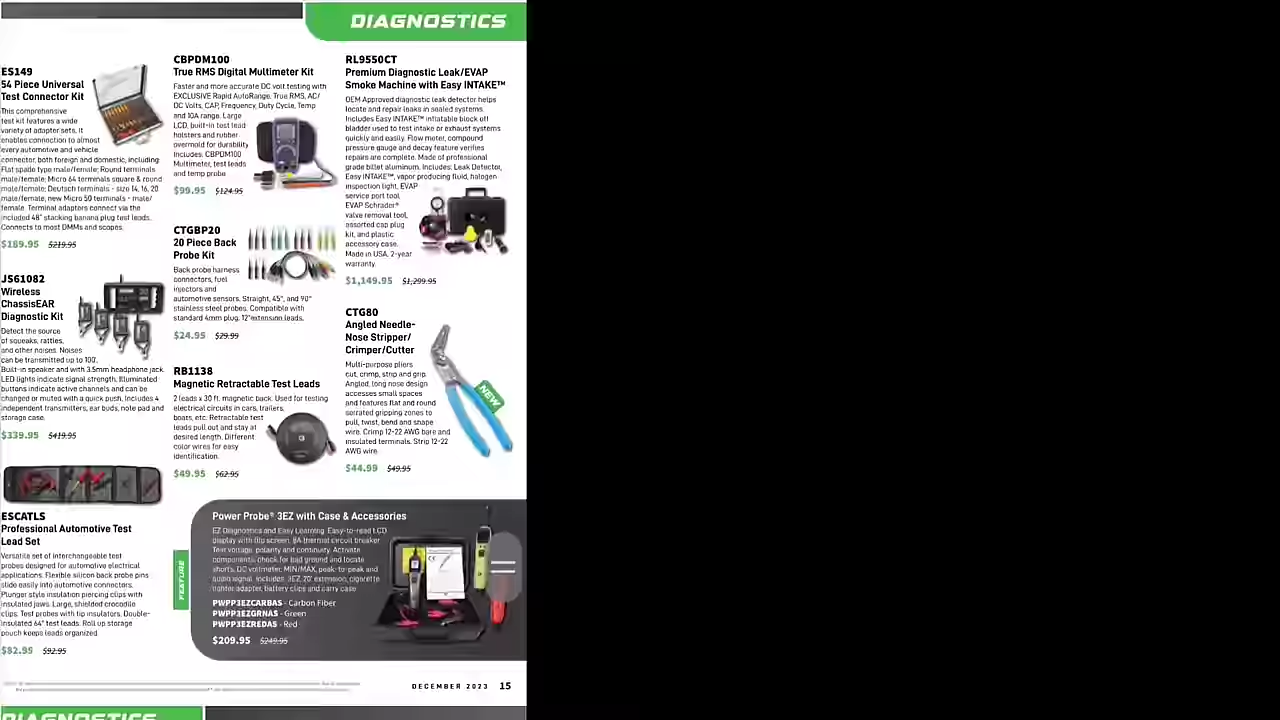 DIAGNOSTICS
ES149
54 Piece Universal
Test Connector Kit
This comprehensive
test kit features a wide
variety of adapter sets. It
enables connection to almost
every automotive and vehicle
connector, both foreign and domestic, including:
Flat spade type male/female; Round terminals
male/female; Micro 64 terminals square & round
male/female; Deutsch terminals - size 14, 16, 20
male/female, new Micro 50 terminals - male/
female. Terminal adapters connect via the
included 48" stacking banana plug test leads.
Connects to most DMMs and scopes.
$189.95 $219.95
JS61082
Wireless
ChassisEAR
Diagnostic Kit
Detect the source
of squeaks, rattles,
and other noises. Noises
can be transmitted up to 100'.
Built-in speaker and with 3.5mm headphone jack.
LED lights indicate signal strength. Illuminated
buttons indicate active channels and can be
changed or muted with a quick push. Includes 4
independent transmitters, ear buds, note pad and
storage case.
$339.95 $419.95
ESCATLS
Professional Automotive Test
Lead Set
Versatile set of interchangeable test
probes designed for automotive electrical
applications. Flexible silicon back probe pins
slide easily into automotive connectors.
Plunger style insulation piercing clips with
insulated jaws. Large, shielded crocodile
clips. Test probes with tip insulators. Double-
insulated 64" test leads. Roll up storage
pouch keeps leads organized.
$82.95 $92.95
CBPDM100
True RMS Digital Multimeter Kit
Faster and more accurate DC volt testing with
EXCLUSIVE Rapid AutoRange. True RMS, AC/
DC Volts, CAP, Frequency, Duty Cycle, Temp
and 10A range. Large
LCD, built-in test lead
holsters and rubber
overmold for durability
Includes: CBPDM100
Multimeter, test leads
and temp probe
$99.95 $124.95
CTGBP20
20 Piece Back
Probe Kit
Back probe harness
connectors, fuel
injectors and
automotive sensors. Straight, 45°, and 90°
stainless steel probes. Compatible with
standard 4mm plug. 12" extension leads.
$24.95 $29.99
RB1138
Magnetic Retractable Test Leads
2 leads x 30 ft. magnetic back. Used for testing
electrical circuits in cars, trailers,
boats, etc. Retractable test
leads pull out and stay at
desired length. Different
color wires for easy
identification.
$49.95 $62.95
RL9550CT
Premium Diagnostic Leak/EVAP
Smoke Machine with Easy INTAKE™
OEM Approved diagnostic leak detector helps
locate and repair leaks in sealed systems.
Includes Easy INTAKE™ inflatable block off
bladder used to test intake or exhaust systems
quickly and easily. Flow meter, compound
pressure gauge and decay feature verifies
repairs are complete. Made of professional
grade billet aluminum. Includes: Leak Detector,
Easy INTAKE™, vapor producing fluid, halogen
inspection light, EVAP
service port tool,
EVAP Schrader®
valve removal tool,
assorted cap plug
kit, and plastic
accessory case.
Made in USA. 2-year
warranty.
$1,149.95 $1,299.95
CTG80
Angled Needle-
Nose Stripper/
Crimper/Cutter
Multi-purpose pliers
cut, crimp, strip and grip.
Angled, long nose design
accesses small spaces
and features flat and round
serrated gripping zones to
pull, twist, bend and shape
wire. Crimp 12-22 AWG bare and
insulated terminals. Strip 12-22
AWG wire.
NEW
$44.99 $49.95
FEATURE
Power Probe® 3EZ with Case & Accessories
EZ Diagnostics and Easy Learning. Easy-to-read LCD
display with flip screen. 8A thermal circuit breaker
Test voltage, polarity and continuity. Activate
components, check for bad ground and locate
shorts. DC voltmeter: MIN/MAX, peak-to-peak and
audio signal. Includes: 3EZ, 20' extension, cigarette
lighter adapter, battery clips and carry case
PWPP3EZCARBAS - Carbon Fiber
PWPP3EZGRNAS - Green
PWPP3EZREDAS - Red
$209.95 $249.95
DECEMBER 2023 15
DIAGNOSTICS